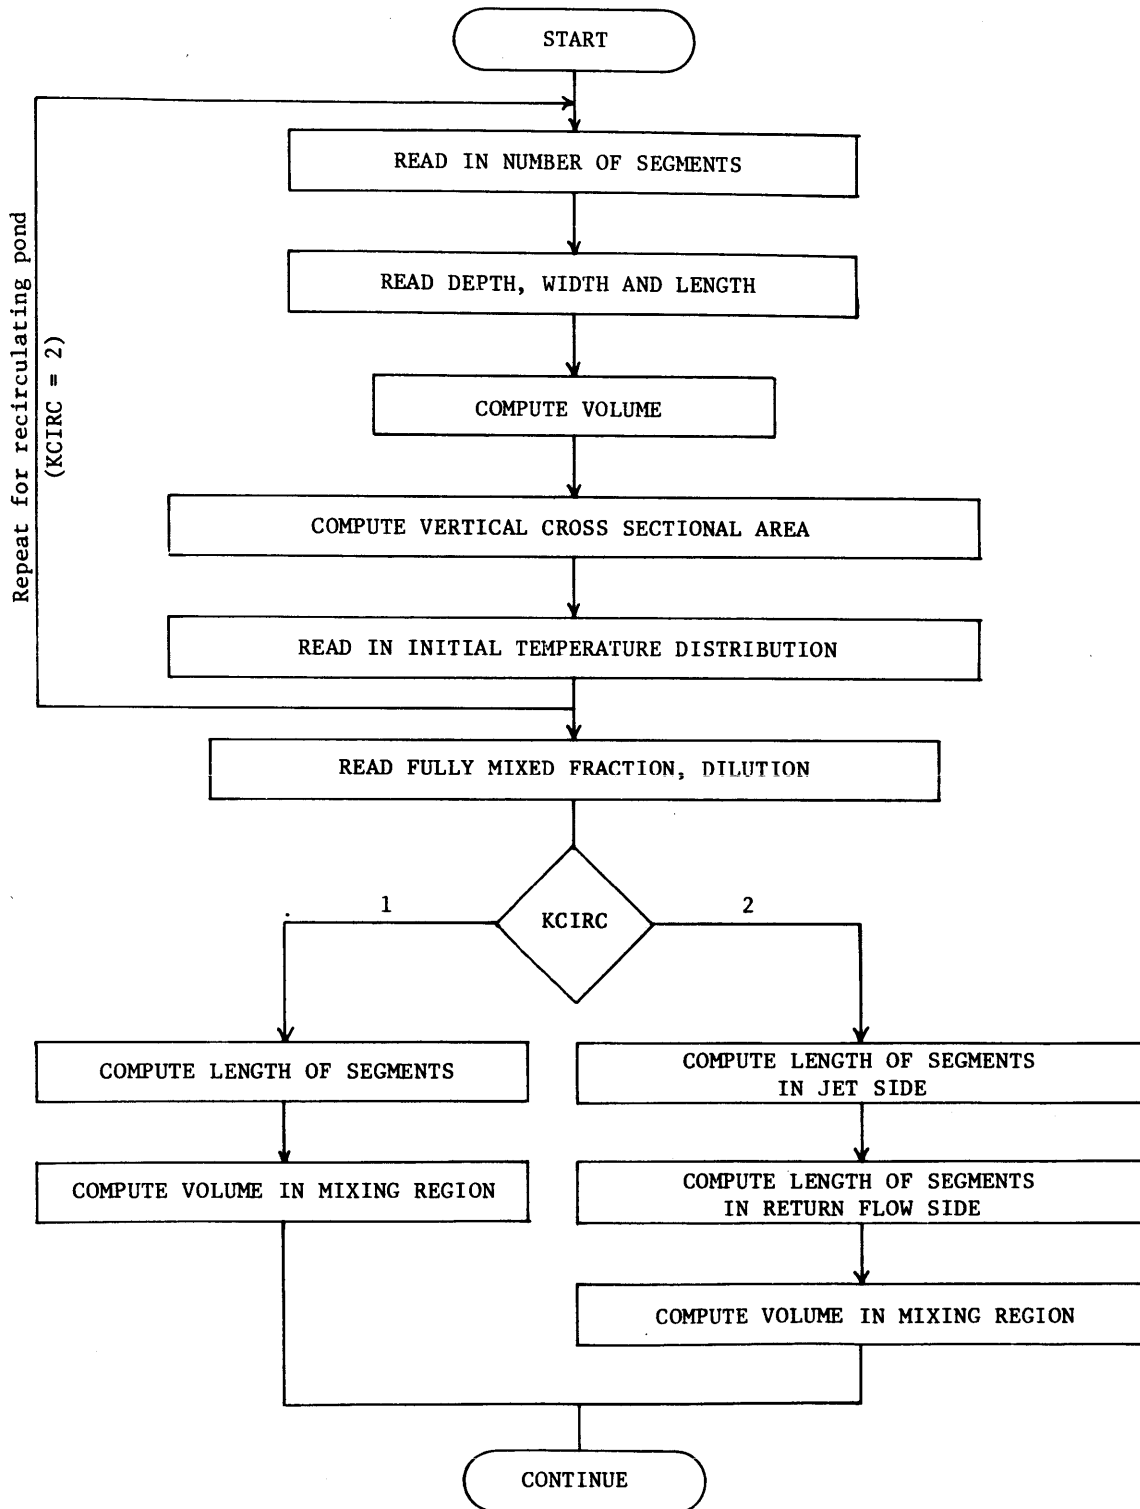 START
Repeat for recirculating pond
(KCIRC = 2)
READ IN NUMBER OF SEGMENTS
READ DEPTH, WIDTH AND LENGTH
COMPUTE VOLUME
COMPUTE VERTICAL CROSS SECTIONAL AREA
READ IN INITIAL TEMPERATURE DISTRIBUTION
READ FULLY MIXED FRACTION, DILUTION
1
KCIRC
2
COMPUTE LENGTH OF SEGMENTS
COMPUTE VOLUME IN MIXING REGION
COMPUTE LENGTH OF SEGMENTS
IN JET SIDE
COMPUTE LENGTH OF SEGMENTS
IN RETURN FLOW SIDE
COMPUTE VOLUME IN MIXING REGION
CONTINUE